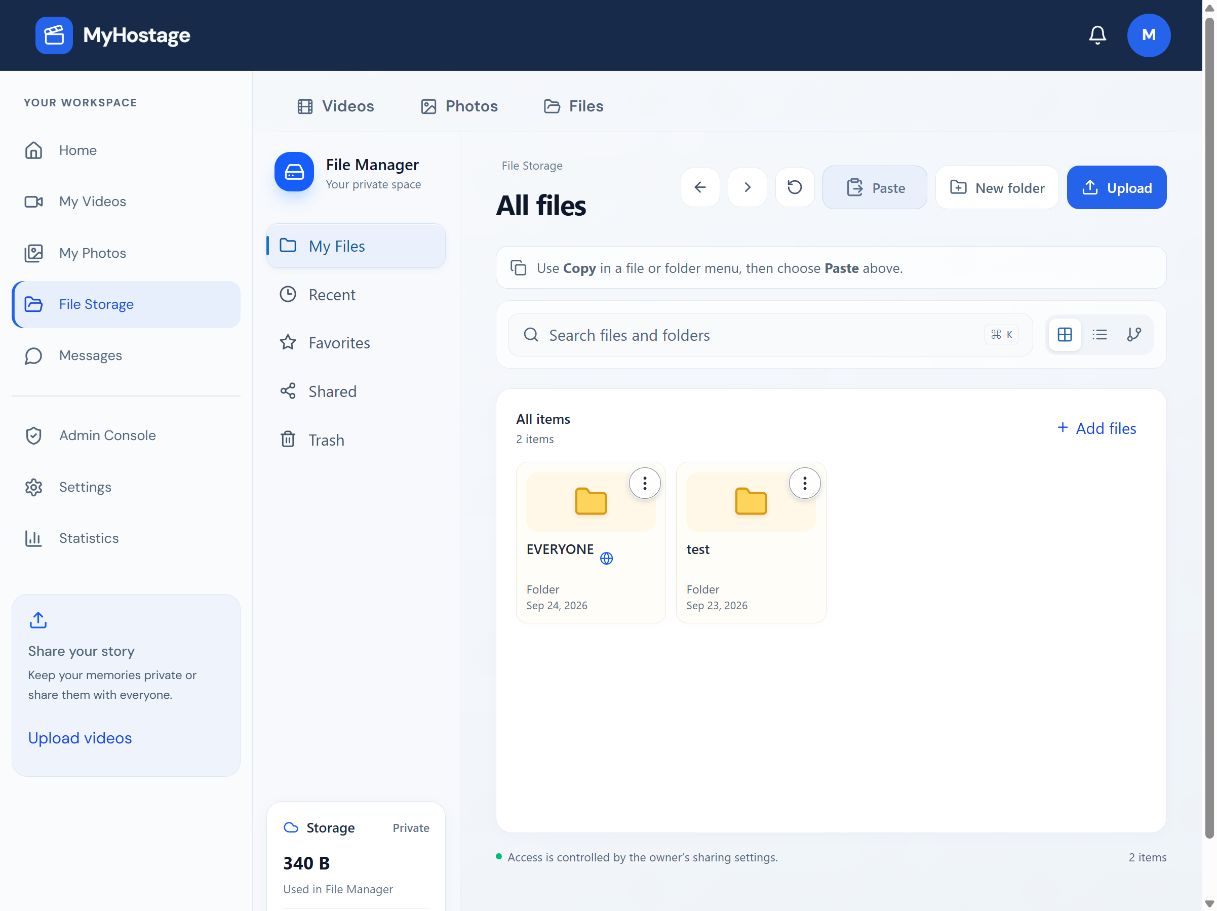 MyHostage
M
YOUR WORKSPACE
Home
My Videos
My Photos
File Storage
Messages
Admin Console
Settings
Statistics
Share your story
Keep your memories private or
share them with everyone.
Upload videos
Videos
Photos
Files
File Manager
Your private space
My Files
Recent
Favorites
Shared
Trash
Storage
Private
340 B
Used in File Manager
File Storage
All files
Paste
New folder
Upload
Use Copy in a file or folder menu, then choose Paste above.
Search files and folders
⌘ K
All items
2 items
+ Add files
EVERYONE
Folder
Sep 24, 2026
test
Folder
Sep 23, 2026
Access is controlled by the owner's sharing settings.
2 items